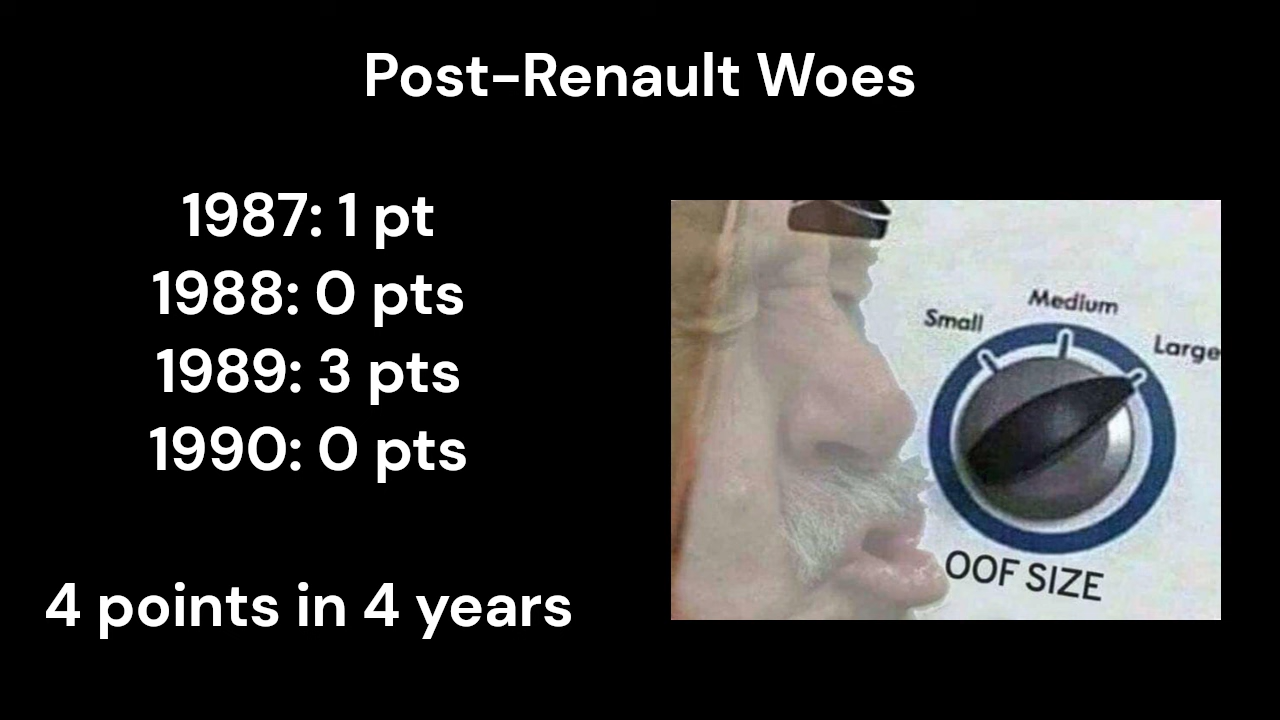 Post-Renault Woes
1987: 1 pt
1988: 0 pts
1989: 3 pts
1990: 0 pts
4 points in 4 years
Small
Medium
Large
OOF SIZE